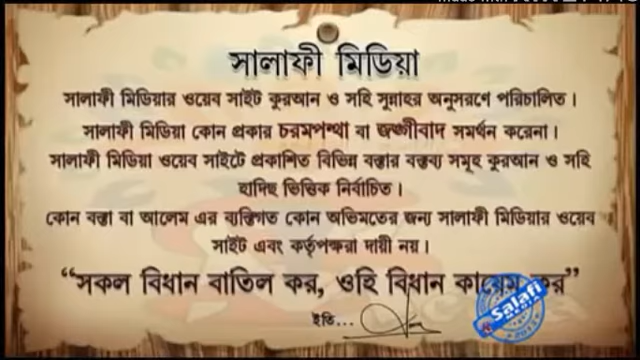 সালাফী মিডিয়া
সালাফী মিডিয়ার ওয়েব সাইট কুরআন ও সহি সুন্নাহর অনুসরণে পরিচালিত।
সালাফী মিডিয়া কোন প্রকার চরমপন্থা বা জঙ্গীবাদ সমর্থন করেনা।
সালাফী মিডিয়া ওয়েব সাইটে প্রকাশিত বিভিন্ন বক্তার বক্তব্য সমূহ কুরআন ও সহি
হাদিছ ভিত্তিক নির্বাচিত।
কোন বক্তা বা আলেম এর ব্যক্তিগত কোন অভিমতের জন্য সালাফী মিডিয়ার ওয়েব
সাইট এবং কর্তৃপক্ষরা দায়ী নয়।
“সকল বিধান বাতিল কর, ওহি বিধান কায়েম কর”
ইতি...
Salafi
MEDIA